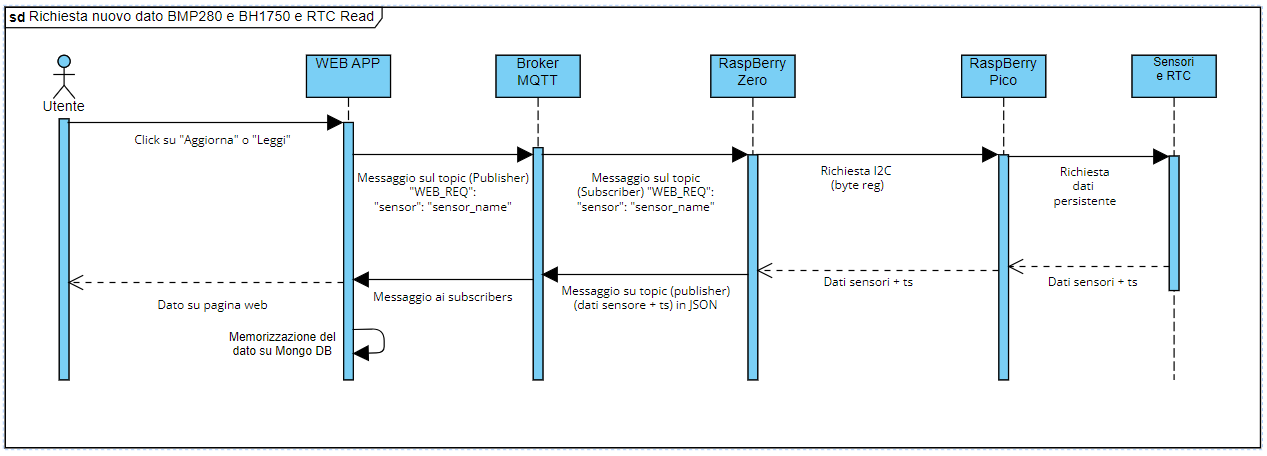 sd Richiesta nuovo dato BMP280 e BH1750 e RTC Read
Utente
WEB APP
Broker
MQTT
RaspBerry
Zero
RaspBerry
Pico
Sensori
e RTC
Click su "Aggiorna" o "Leggi"
Messaggio sul topic (Publisher)
"WEB_REQ":
"sensor": "sensor_name"
Messaggio sul topic
(Subscriber) "WEB_REQ":
"sensor": "sensor_name"
Richiesta I2C
(byte reg)
Richiesta
dati
persistente
Dati sensori + ts
Dati sensori + ts
Messaggio su topic (publisher)
(dati sensore + ts) in JSON
Messaggio ai subscribers
Dato su pagina web
Memorizzazione del
dato su Mongo DB